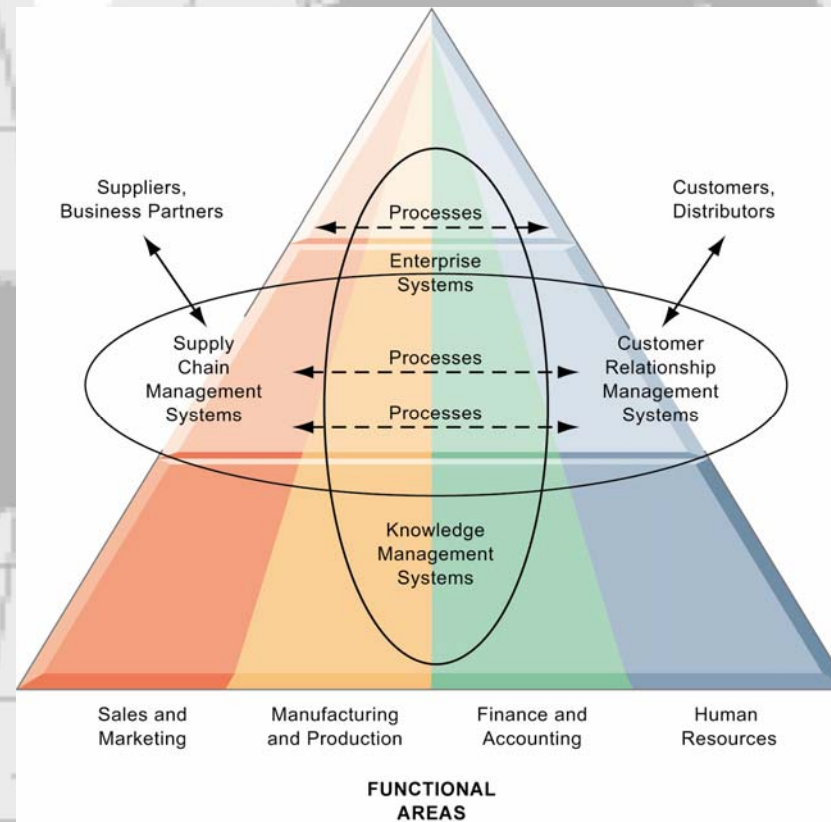 Suppliers,
Business Partners
Customers,
Distributors
Processes
Enterprise
Systems
Supply
Chain
Management
Systems
Processes
Processes
Customer
Relationship
Management
Systems
Knowledge
Management
Systems
Sales and
Marketing
Manufacturing
and Production
Finance and
Accounting
Human
Resources
FUNCTIONAL
AREAS